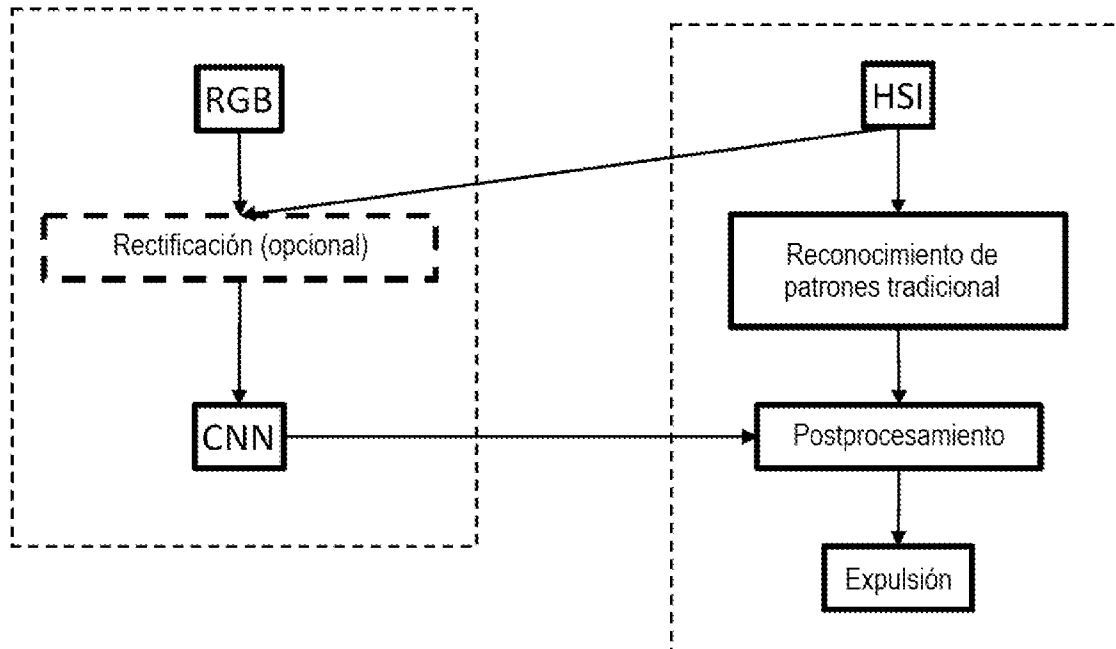 RGB
Rectificación (opcional)
CNN
HSI
Reconocimiento de
patrones tradicional
Postprocesamiento
Expulsión